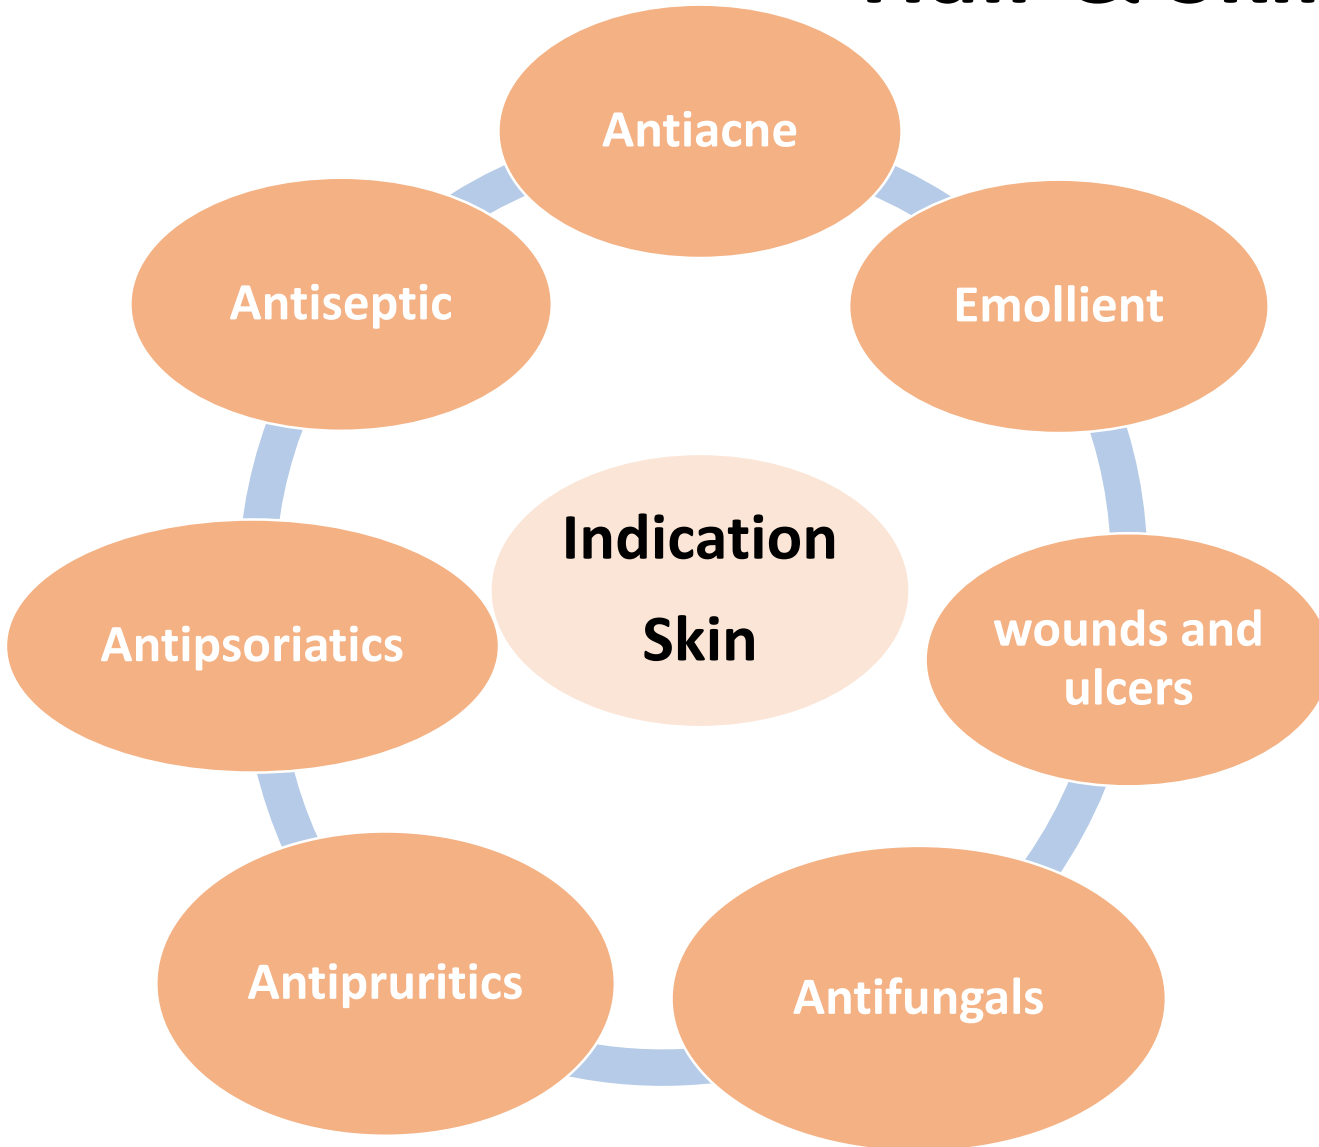 Antiacne
Emollient
Antiseptic
Indication
Skin
wounds and
ulcers
Antipsoriatics
Antipruritics
Antifungals